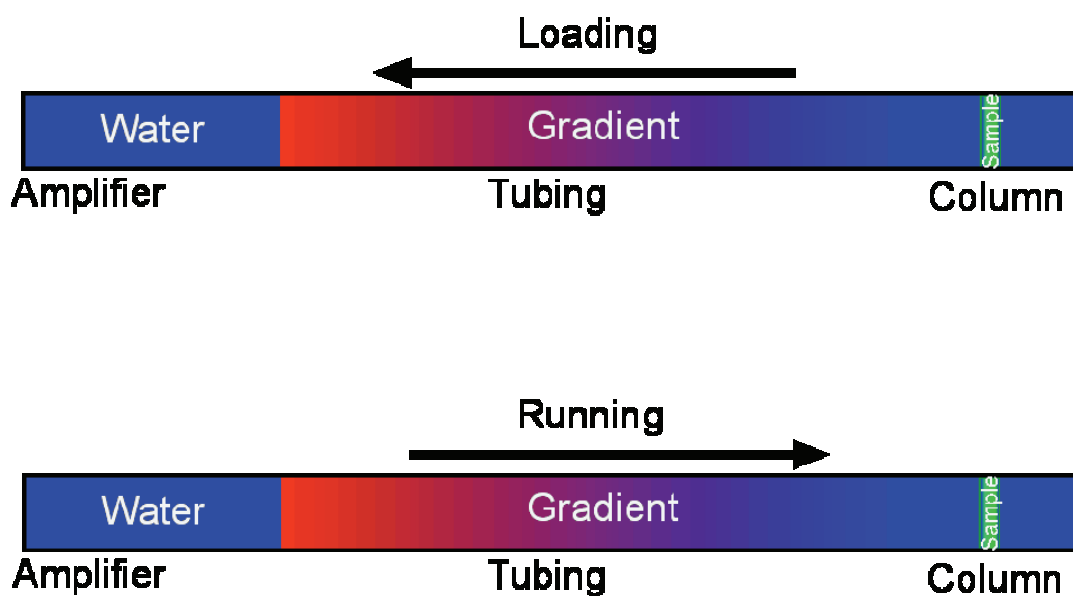 Loading
Water Gradient Sample
Amplifier Tubing Column
Running
Water Gradient Sample
Amplifier Tubing Column